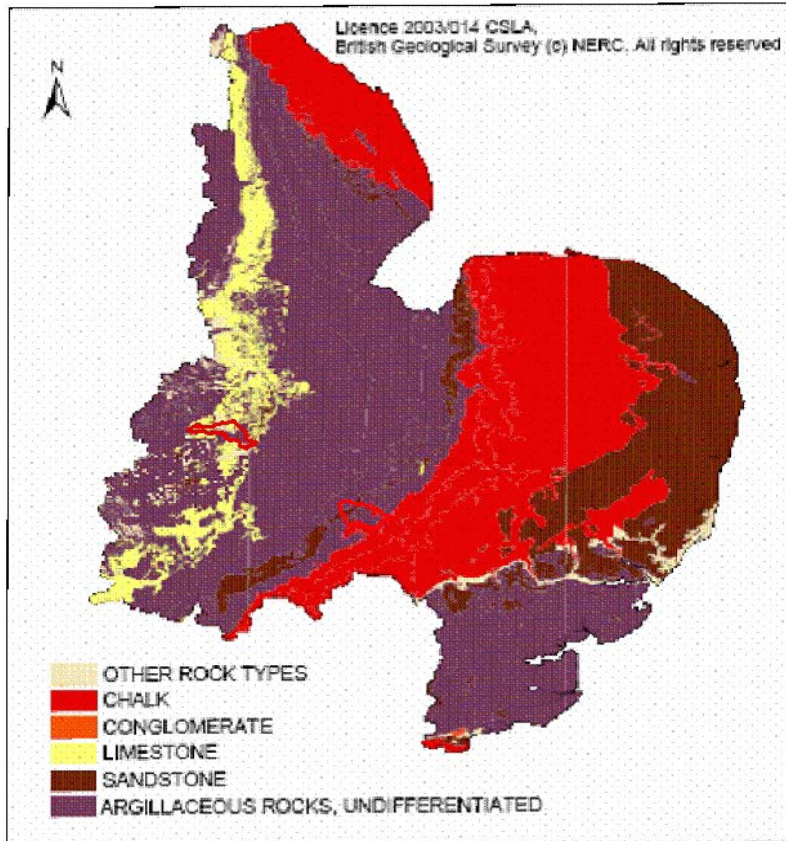 Licence 2003/014 CSLA,
British Geological Survey (c) NERC. All rights reserved
N
OTHER ROCK TYPES
CHALK
CONGLOMERATE
LIMESTONE
SANDSTONE
ARGILLACEOUS ROCKS, UNDIFFERENTIATED